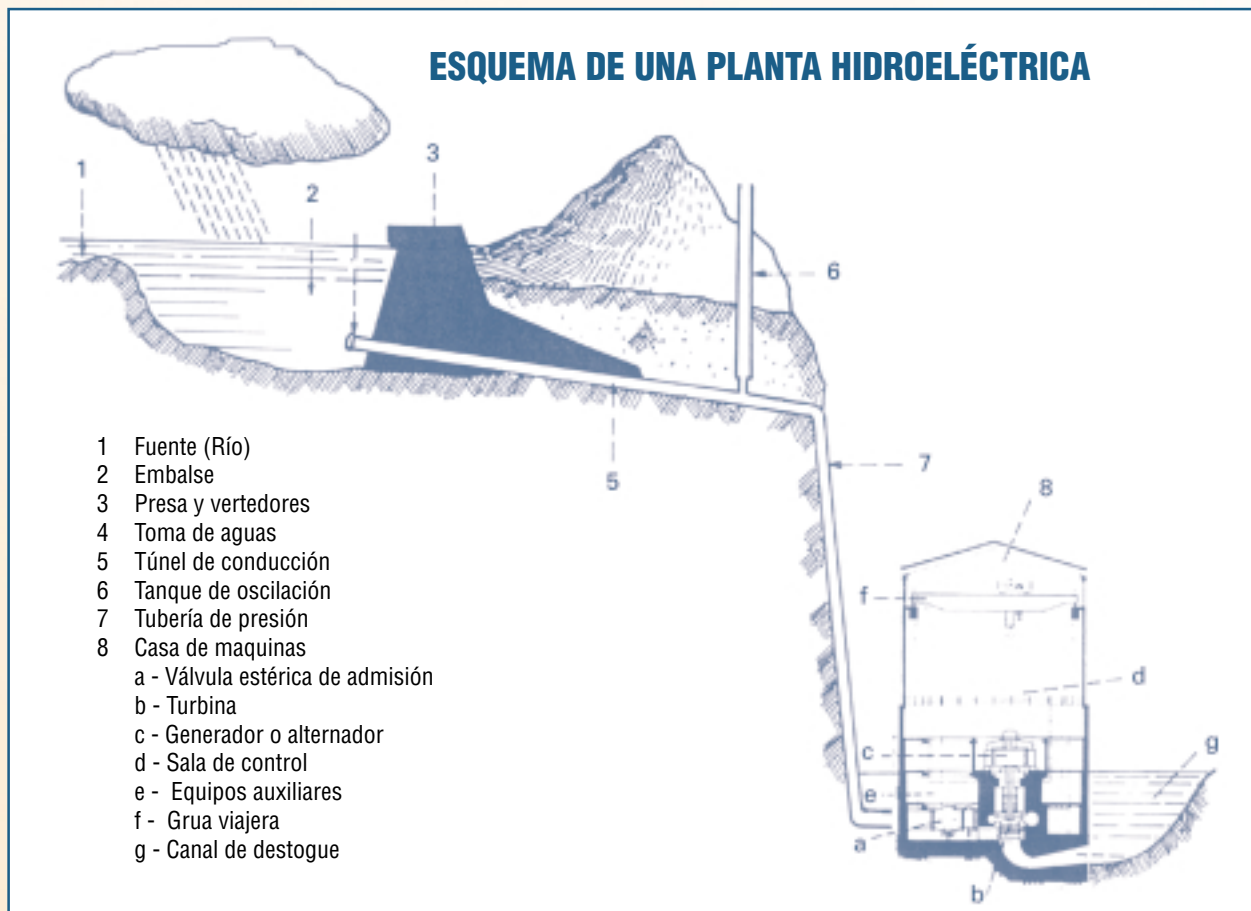 ESQUEMA DE UNA PLANTA HIDROELÉCTRICA
1
2
3
6
5
7
8
f
d
c
g
e
a
b
1 Fuente (Río)
2 Embalse
3 Presa y vertedores
4 Toma de aguas
5 Túnel de conducción
6 Tanque de oscilación
7 Tubería de presión
8 Casa de maquinas
a - Válvula estérica de admisión
b - Turbina
c - Generador o alternador
d - Sala de control
e - Equipos auxiliares
f - Grua viajera
g - Canal de destogue